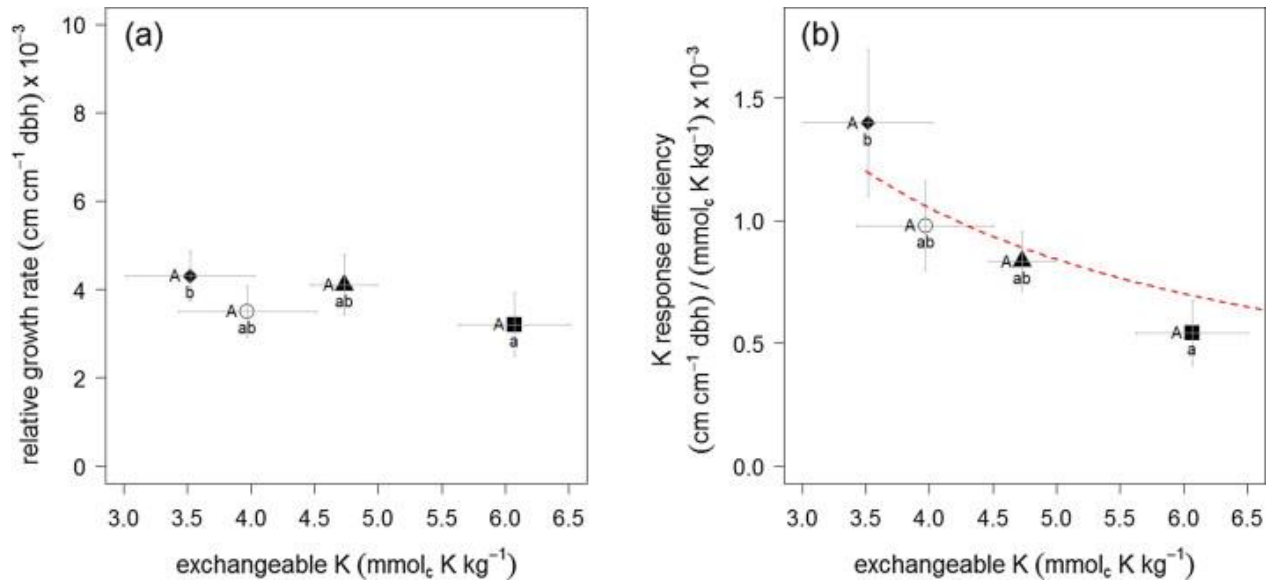 (a)
relative growth rate (cm cm⁻¹ dbh) x 10⁻³
10
8
6
4
2
0
A
b
A
ab
A
ab
A
a
3.0 3.5 4.0 4.5 5.0 5.5 6.0 6.5
exchangeable K (mmolc K kg⁻¹)
(b)
K response efficiency
(cm cm⁻¹ dbh) / (mmolc K kg⁻¹) x 10⁻³
1.5
1.0
0.5
0.0
A
b
A
ab
A
ab
A
a
3.0 3.5 4.0 4.5 5.0 5.5 6.0 6.5
exchangeable K (mmolc K kg⁻¹)